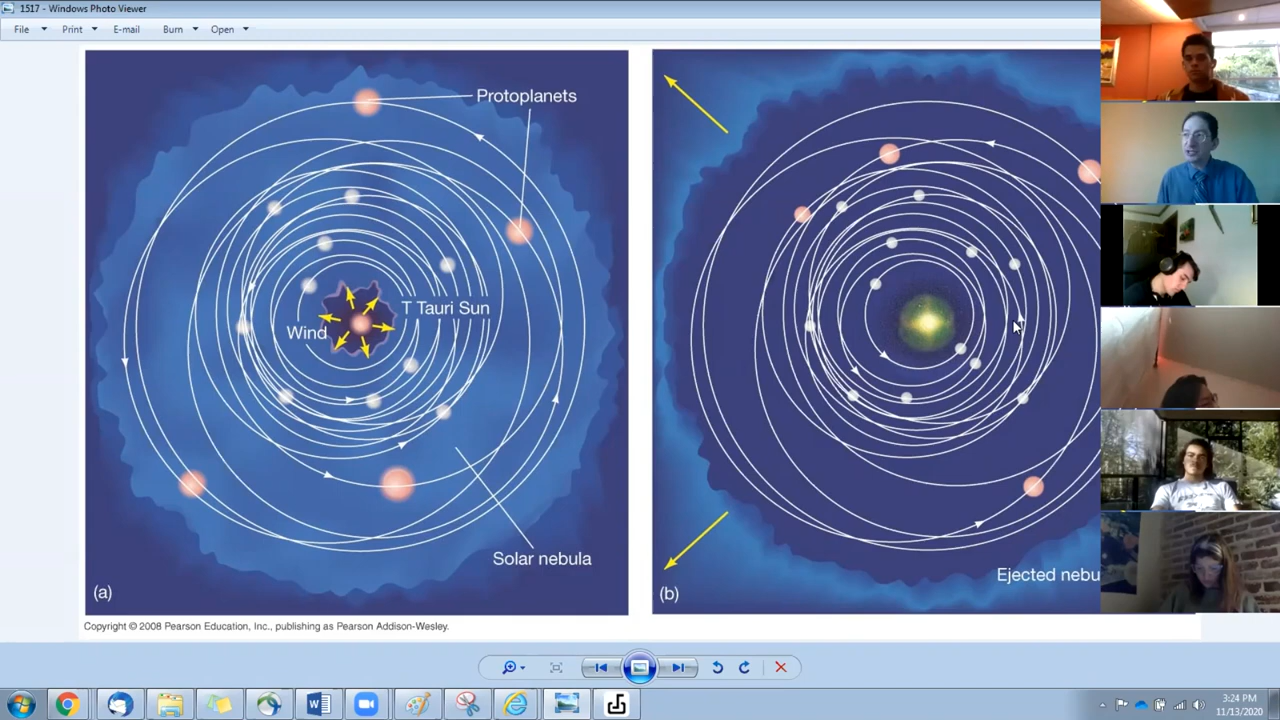 1517 - Windows Photo Viewer
File Print E-mail Burn Open
Protoplanets
T Tauri Sun
Wind
Solar nebula
(a)
Ejected nebu
(b)
Copyright © 2008 Pearson Education, Inc., publishing as Pearson Addison-Wesley.
3:24 PM
11/13/2020